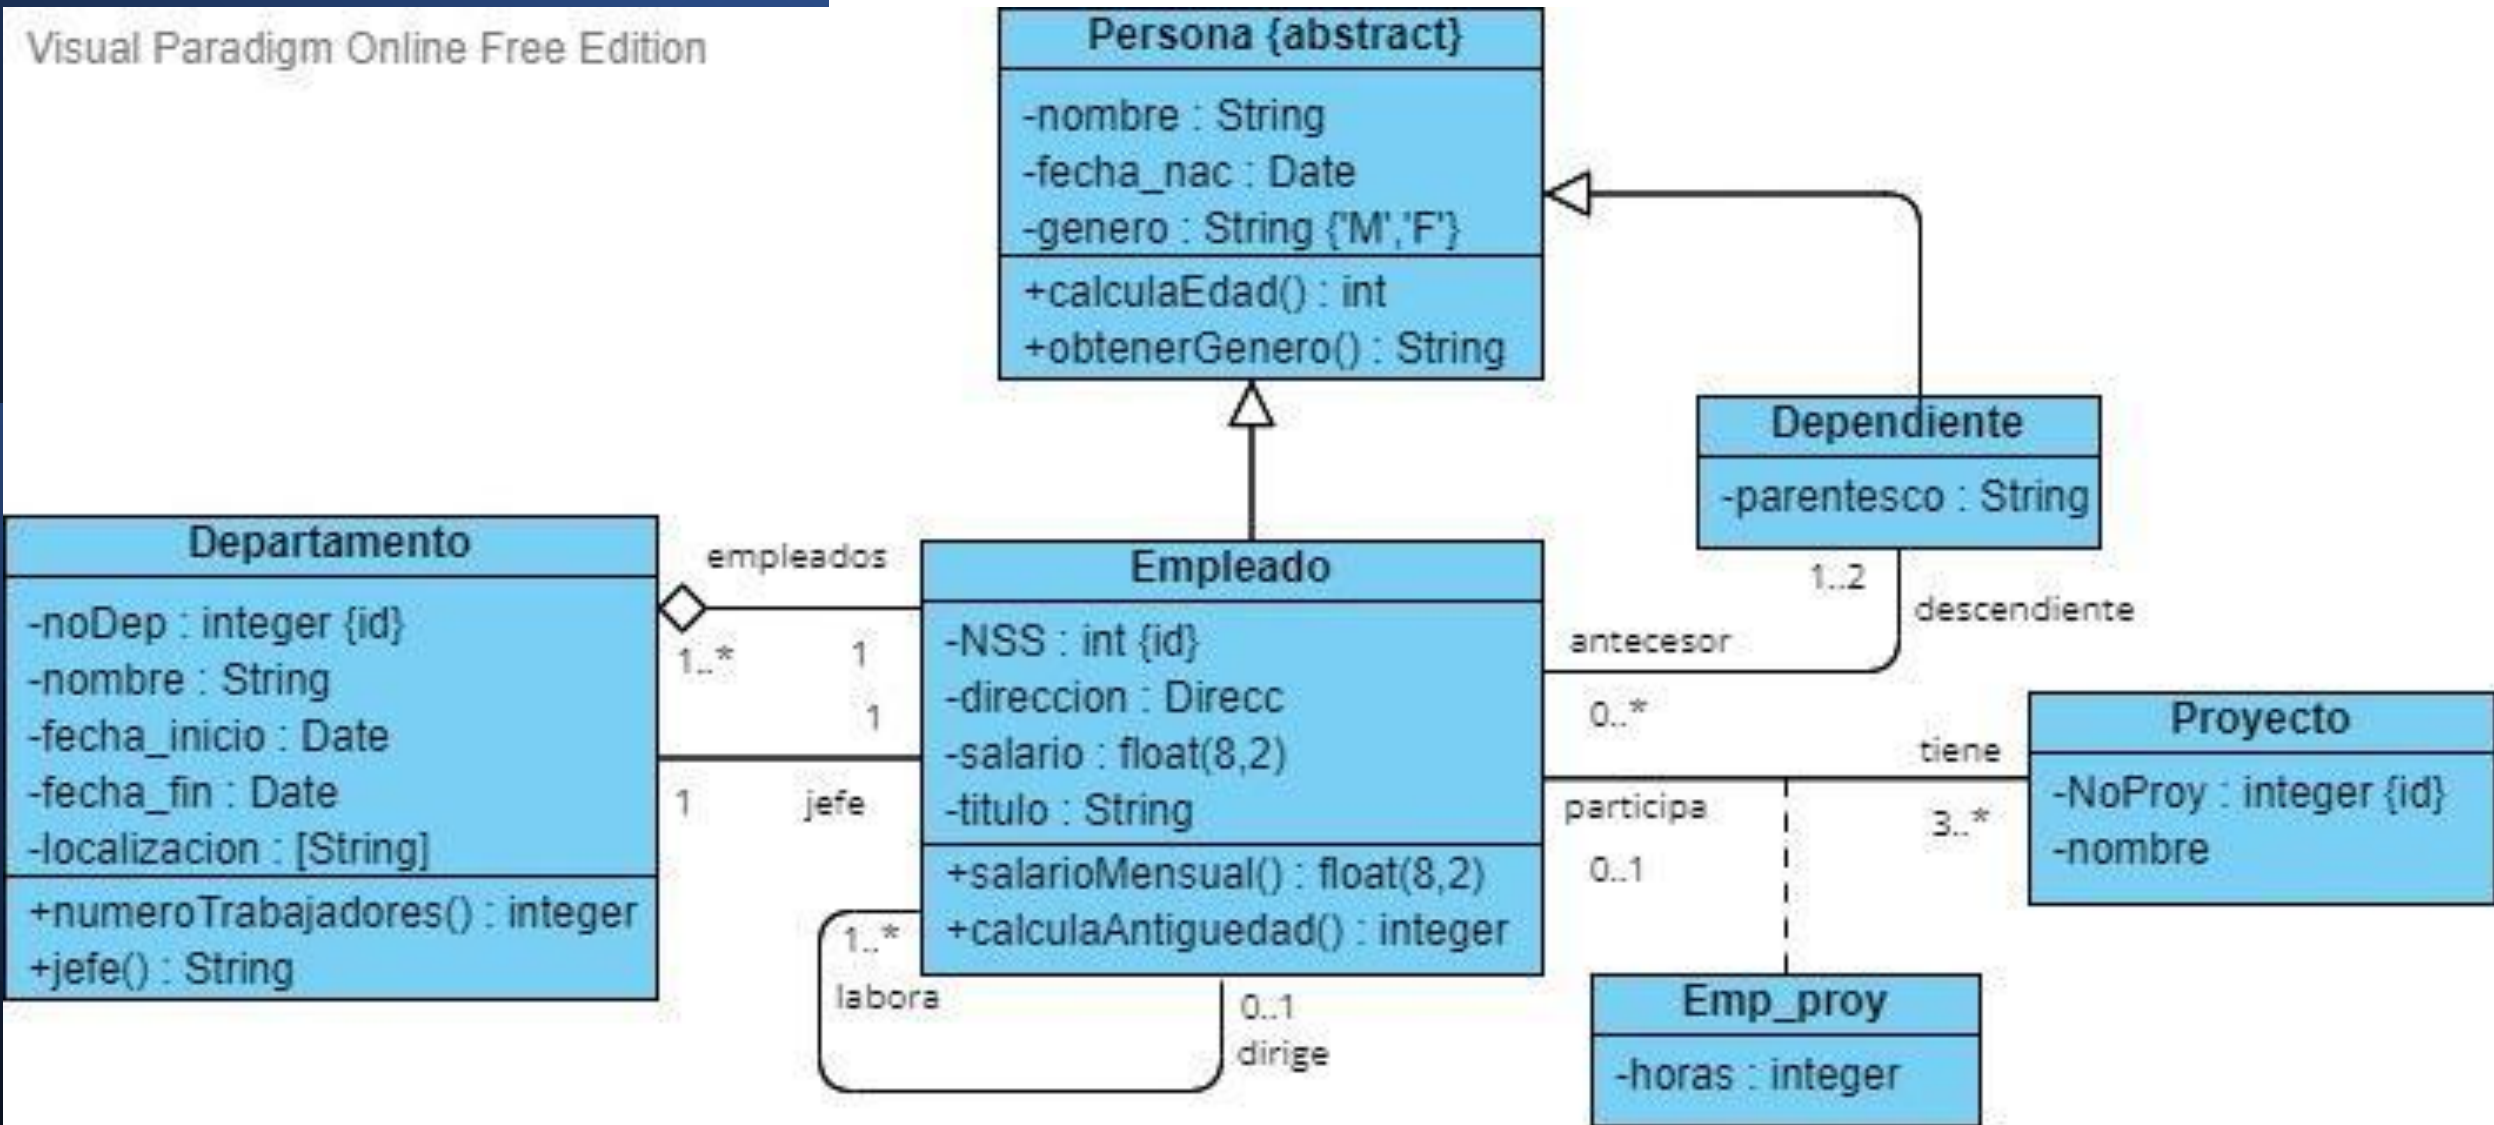 Visual Paradigm Online Free Edition
Persona {abstract}
-nombre : String
-fecha_nac : Date
-genero : String {'M','F'}
+calculaEdad() : int
+obtenerGenero() : String
Dependiente
-parentesco : String
1..2
descendiente
antecesor
0..*
Departamento
-noDep : integer {id}
-nombre : String
-fecha_inicio : Date
-fecha_fin : Date
-localizacion : [String]
+numeroTrabajadores() : integer
+jefe() : String
empleados
1..*
1
1
1
jefe
Empleado
-NSS : int {id}
-direccion : Direcc
-salario : float(8,2)
-titulo : String
+salarioMensual() : float(8,2)
+calculaAntiguedad() : integer
1..*
labora
0..1
dirige
tiene
participa
3..*
0..1
Proyecto
-NoProy : integer {id}
-nombre
Emp_proy
-horas : integer